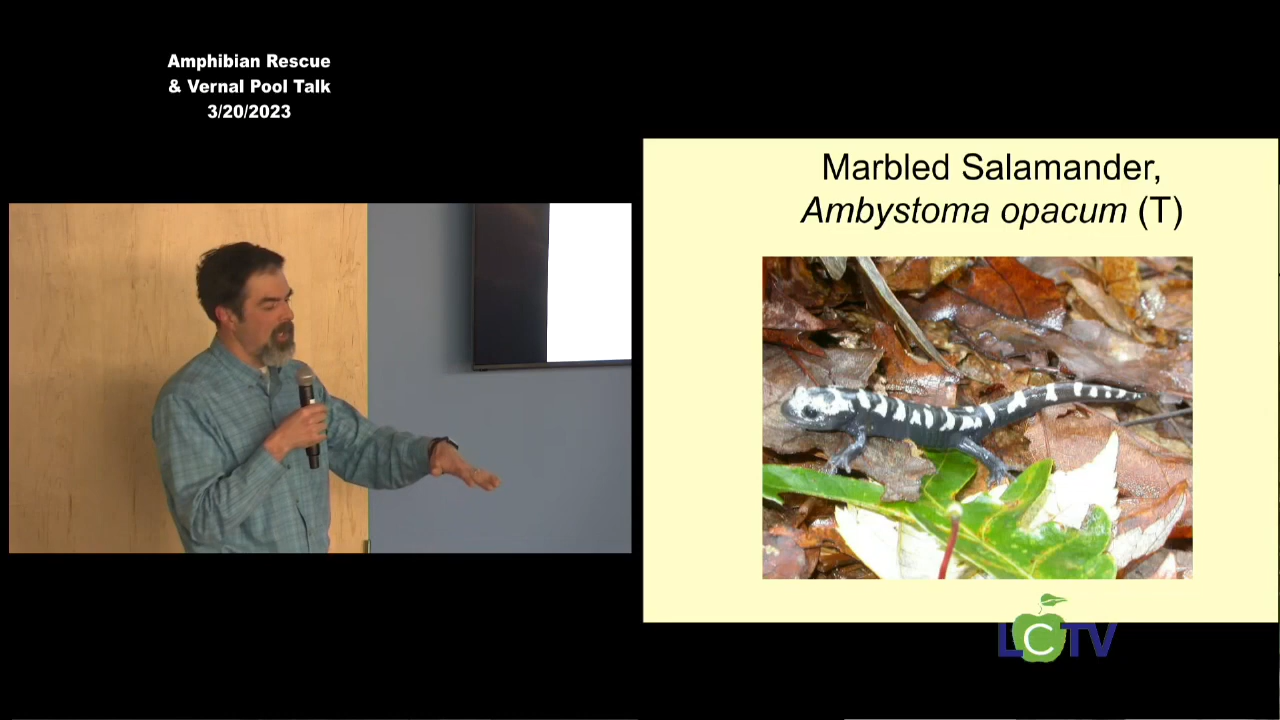 Amphibian Rescue
& Vernal Pool Talk
3/20/2023
Marbled Salamander,
Ambystoma opacum (T)
LCTV